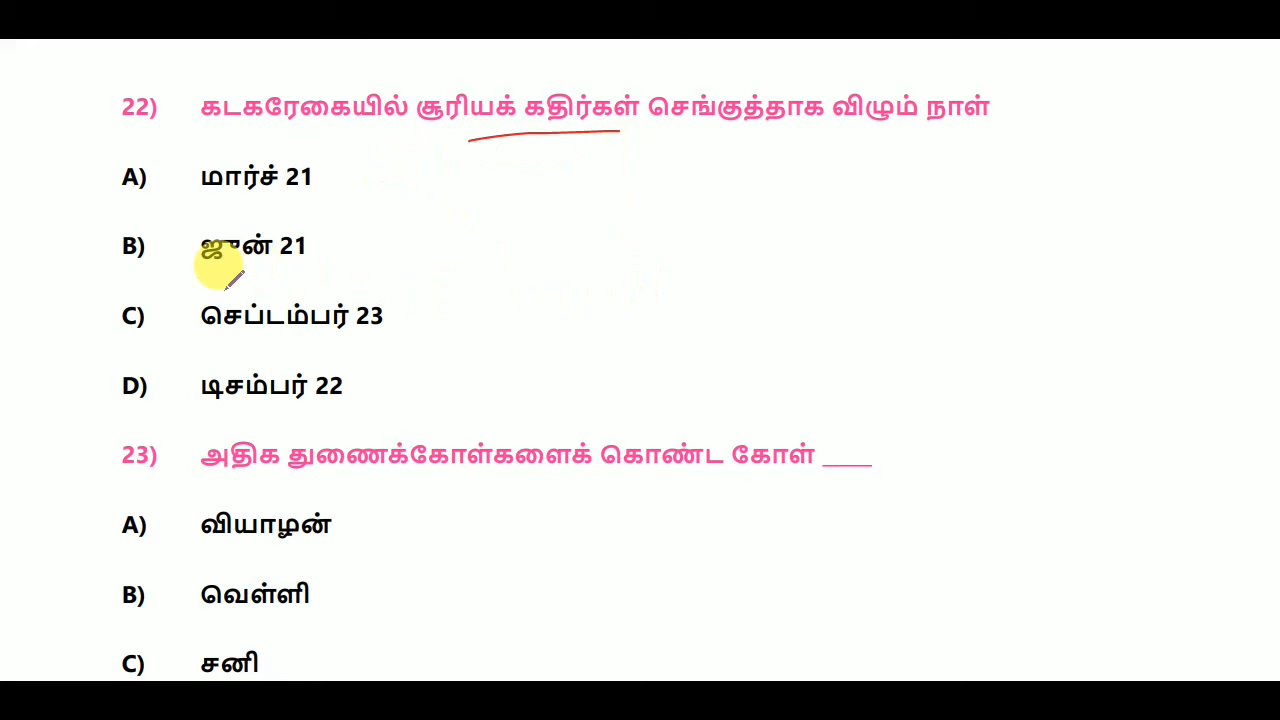 22) கடகரேகையில் சூரியக் கதிர்கள் செங்குத்தாக விழும் நாள்
A) மார்ச் 21
B) ஜுன் 21
C) செப்டம்பர் 23
D) டிசம்பர் 22
23) அதிக துணைக்கோள்களைக் கொண்ட கோள் ____
A) வியாழன்
B) வெள்ளி
C) சனி